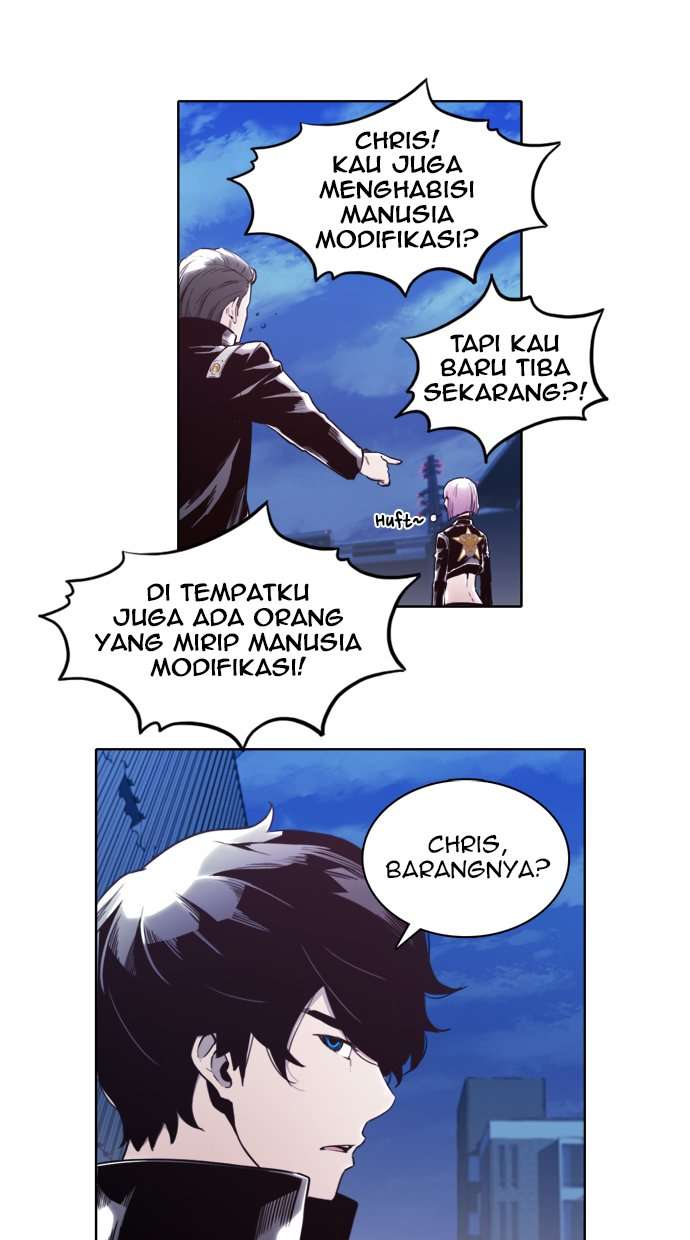 CHRIS!
KAU JUGA
MENGHABISI
MANUSIA
MODIFIKASI?
TAPI KAU
BARU TIBA
SEKARANG?!
Huft~
DI TEMPATKU
JUGA ADA ORANG
YANG MIRIP MANUSIA
MODIFIKASI!
CHRIS,
BARANGNYA?